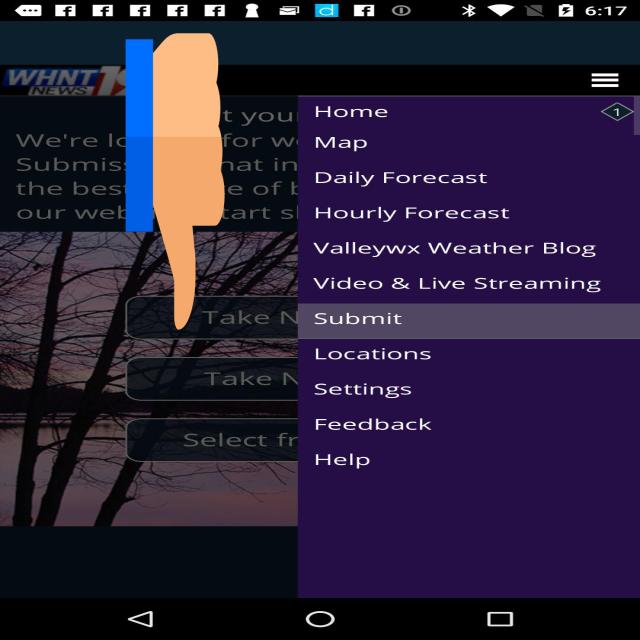 6:17
WHNT 19
NEWS
t you
We're lo for w
Submiss hat in
the best e of b
our web tart s
Take N
Take N
Select fr
Home
1
Map
Daily Forecast
Hourly Forecast
Valleywx Weather Blog
Video & Live Streaming
Submit
Locations
Settings
Feedback
Help